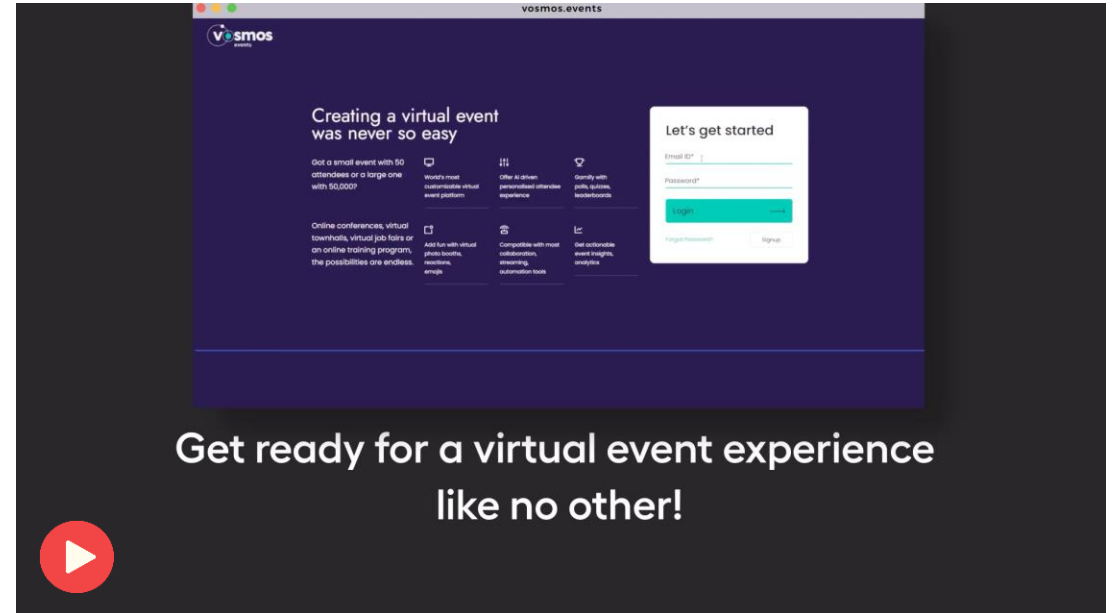 vosmos.events
vosmos
events
Creating a virtual event
was never so easy
Got a small event with 50
attendees or a large one
with 50,000?
Online conferences, virtual
townhalls, virtual job fairs or
an online training program,
the possibilities are endless.
World's most
customizable virtual
event platform
Offer AI driven
personalised attendee
experience
Gamify with
polls, quizzes,
leaderboards
Add fun with virtual
photo booths,
reactions,
emojis
Compatible with most
collaboration,
streaming,
automation tools
Get actionable
event insights,
analytics
Let's get started
Email ID*
Password*
Login
Forgot Password?
Signup
Get ready for a virtual event experience
like no other!